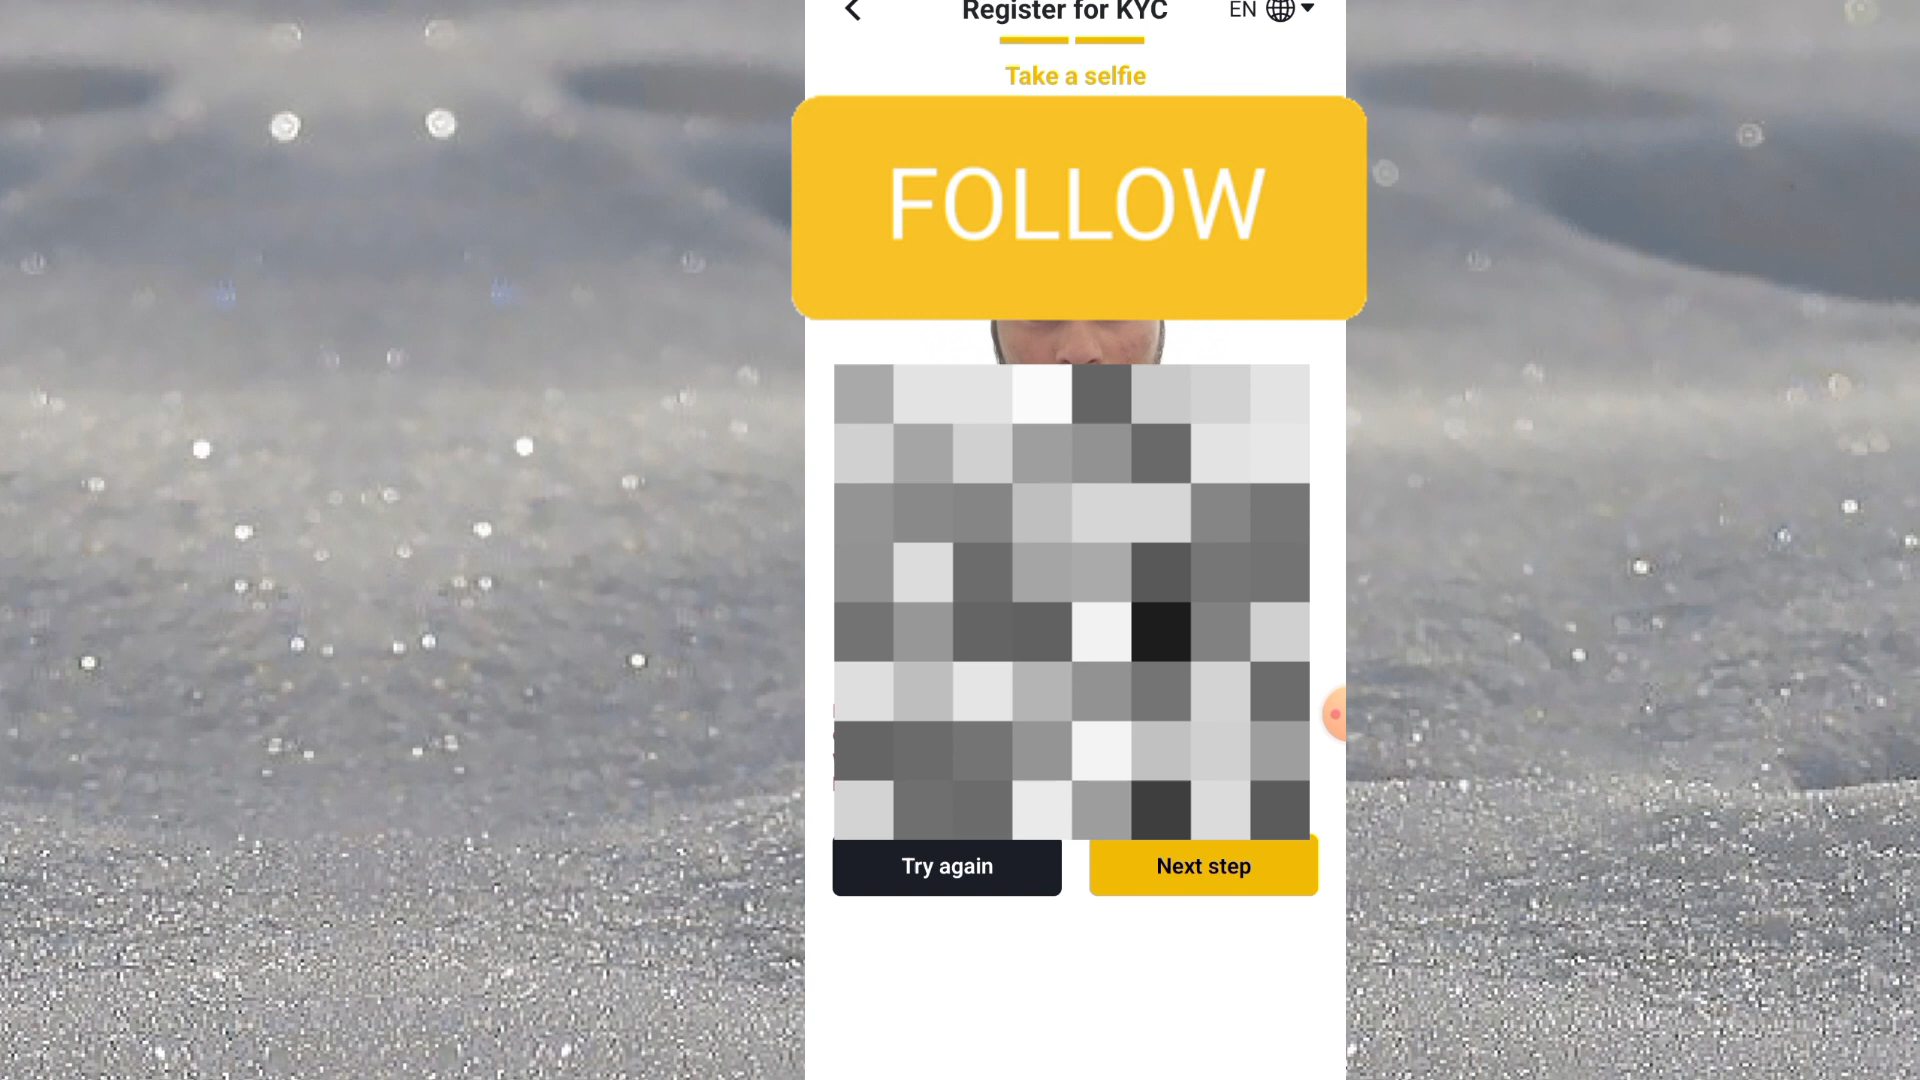 Register for KYC
EN
Take a selfie
FOLLOW
Try again
Next step